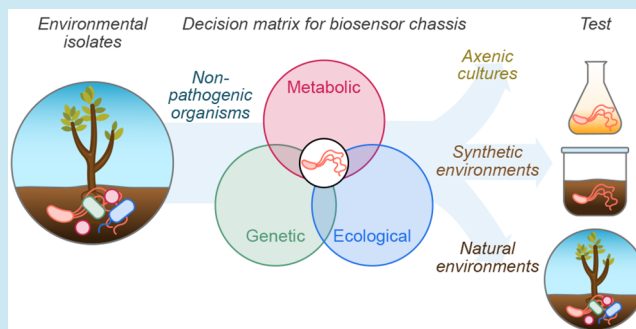 Environmental
isolates
Decision matrix for biosensor chassis
Test
Non-
pathogenic
organisms
Metabolic
Genetic
Ecological
Axenic
cultures
Synthetic
environments
Natural
environments